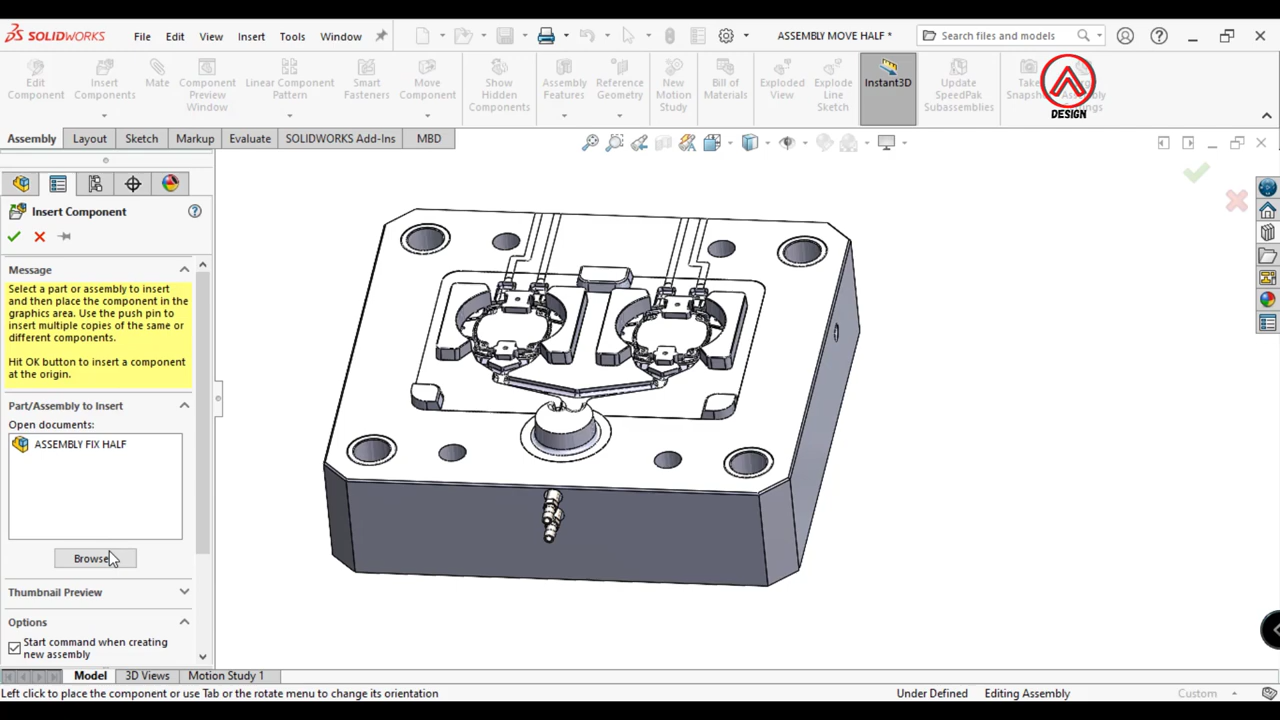 SOLIDWORKS File Edit View Insert Tools Window ASSEMBLY MOVE HALF * Search files and models
Edit Component
Insert Components
Mate
Component Preview Window
Linear Component Pattern
Smart Fasteners
Move Component
Show Hidden Components
Assembly Features
Reference Geometry
New Motion Study
Bill of Materials
Exploded View
Explode Line Sketch
Instant3D
Update SpeedPak Subassemblies
DESIGN
Assembly Layout Sketch Markup Evaluate SOLIDWORKS Add-Ins MBD
Insert Component
Message
Select a part or assembly to insert
and then place the component in the
graphics area. Use the push pin to
insert multiple copies of the same or
different components.
Hit OK button to insert a component
at the origin.
Part/Assembly to Insert
Open documents:
ASSEMBLY FIX HALF
Browse
Thumbnail Preview
Options
Start command when creating
new assembly
Model 3D Views Motion Study 1
Left click to place the component or use Tab or the rotate menu to change its orientation Under Defined Editing Assembly Custom